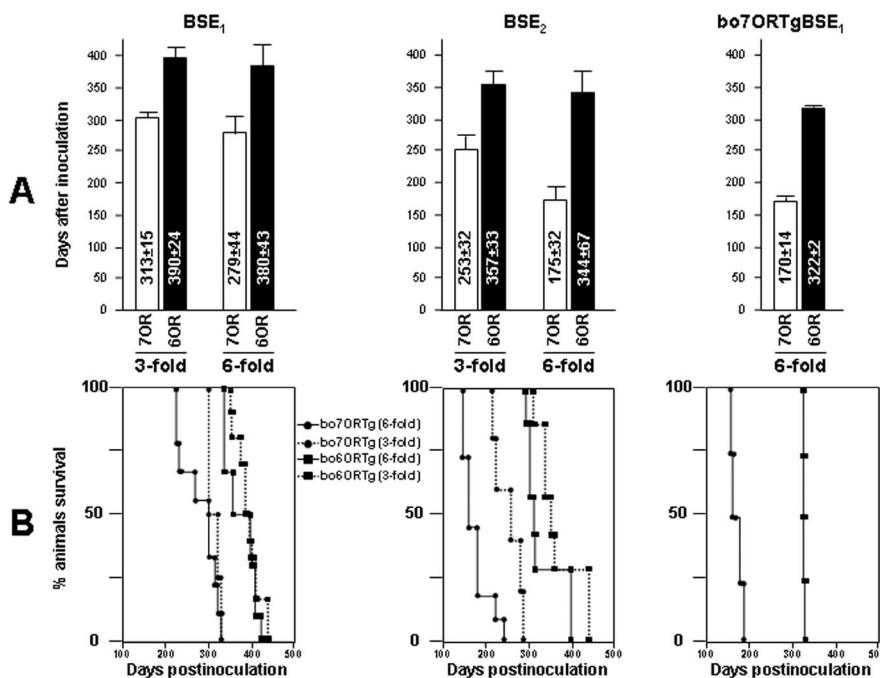 BSE1 BSE2 bo7ORTgBSE1
A
Days after inoculation
400 400 400
350 350 350
300 300 300
250 250 250
200 200 200
150 150 150
100 100 100
50 50 50
0 0 0
313±15 390±24 279±44 380±43 253±32 357±33 175±32 344±67 170±14 322±2
7OR 6OR 7OR 6OR 7OR 6OR 7OR 6OR 7OR 6OR
3-fold 6-fold 3-fold 6-fold 6-fold
B
% animals survival
100 100 100
bo7ORTg (6-fold)
bo7ORTg (3-fold)
bo6ORTg (6-fold)
bo6ORTg (3-fold)
50 50 50
0 0 0
100 200 300 400 500 100 200 300 400 500 100 200 300 400 50
Days postinoculation Days postinoculation Days postinoculation